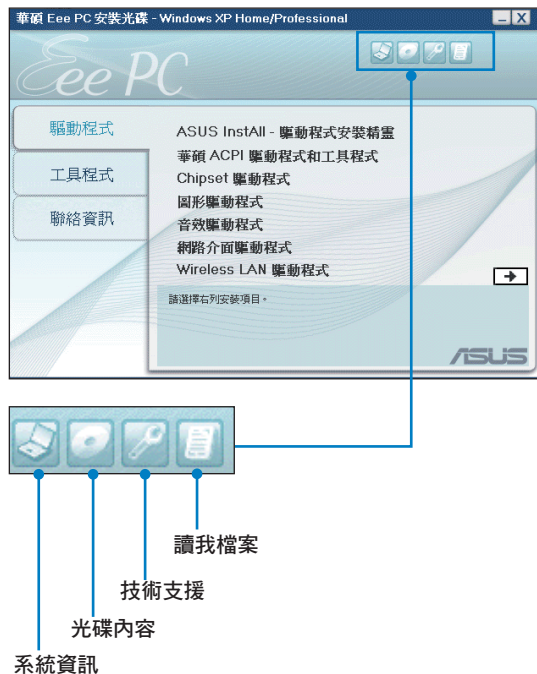 華碩 Eee PC 安裝光碟 - Windows XP Home/Professional
Eee PC
驅動程式
工具程式
聯絡資訊
ASUS InstAll - 驅動程式安裝精靈
華碩 ACPI 驅動程式和工具程式
Chipset 驅動程式
圖形驅動程式
音效驅動程式
網路介面驅動程式
Wireless LAN 驅動程式
請選擇右列安裝項目。
ASUS
讀我檔案
技術支援
光碟內容
系統資訊